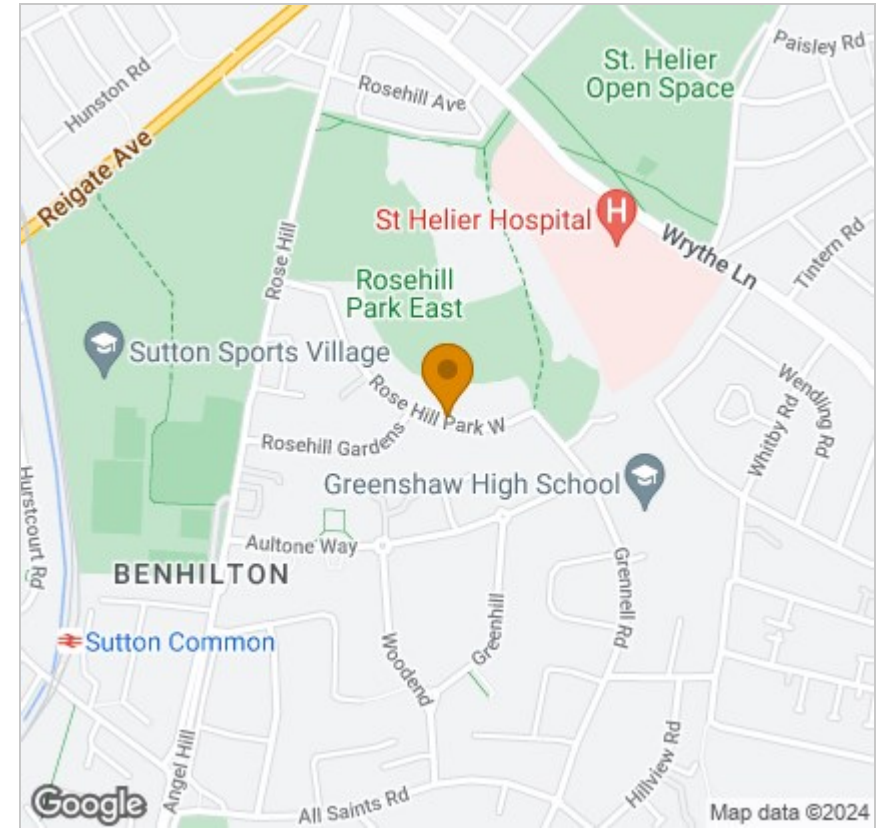 Paisley Rd
St. Helier
Open Space
Hunston Rd
Rosehill Ave
Reigate Ave
St Helier Hospital
H
Wrythe Ln
Tintern Rd
Rose Hill
Rosehill
Park East
Sutton Sports Village
Rose Hill Park W
Wendling Rd
Whitby Rd
Rosehill Gardens
Greenshaw High School
Hurstcourt Rd
Aultone Way
BENHILTON
Grennell Rd
Sutton Common
Woodend
Greenhill
Angel Hill
Hillview Rd
All Saints Rd
Google
Map data ©2024